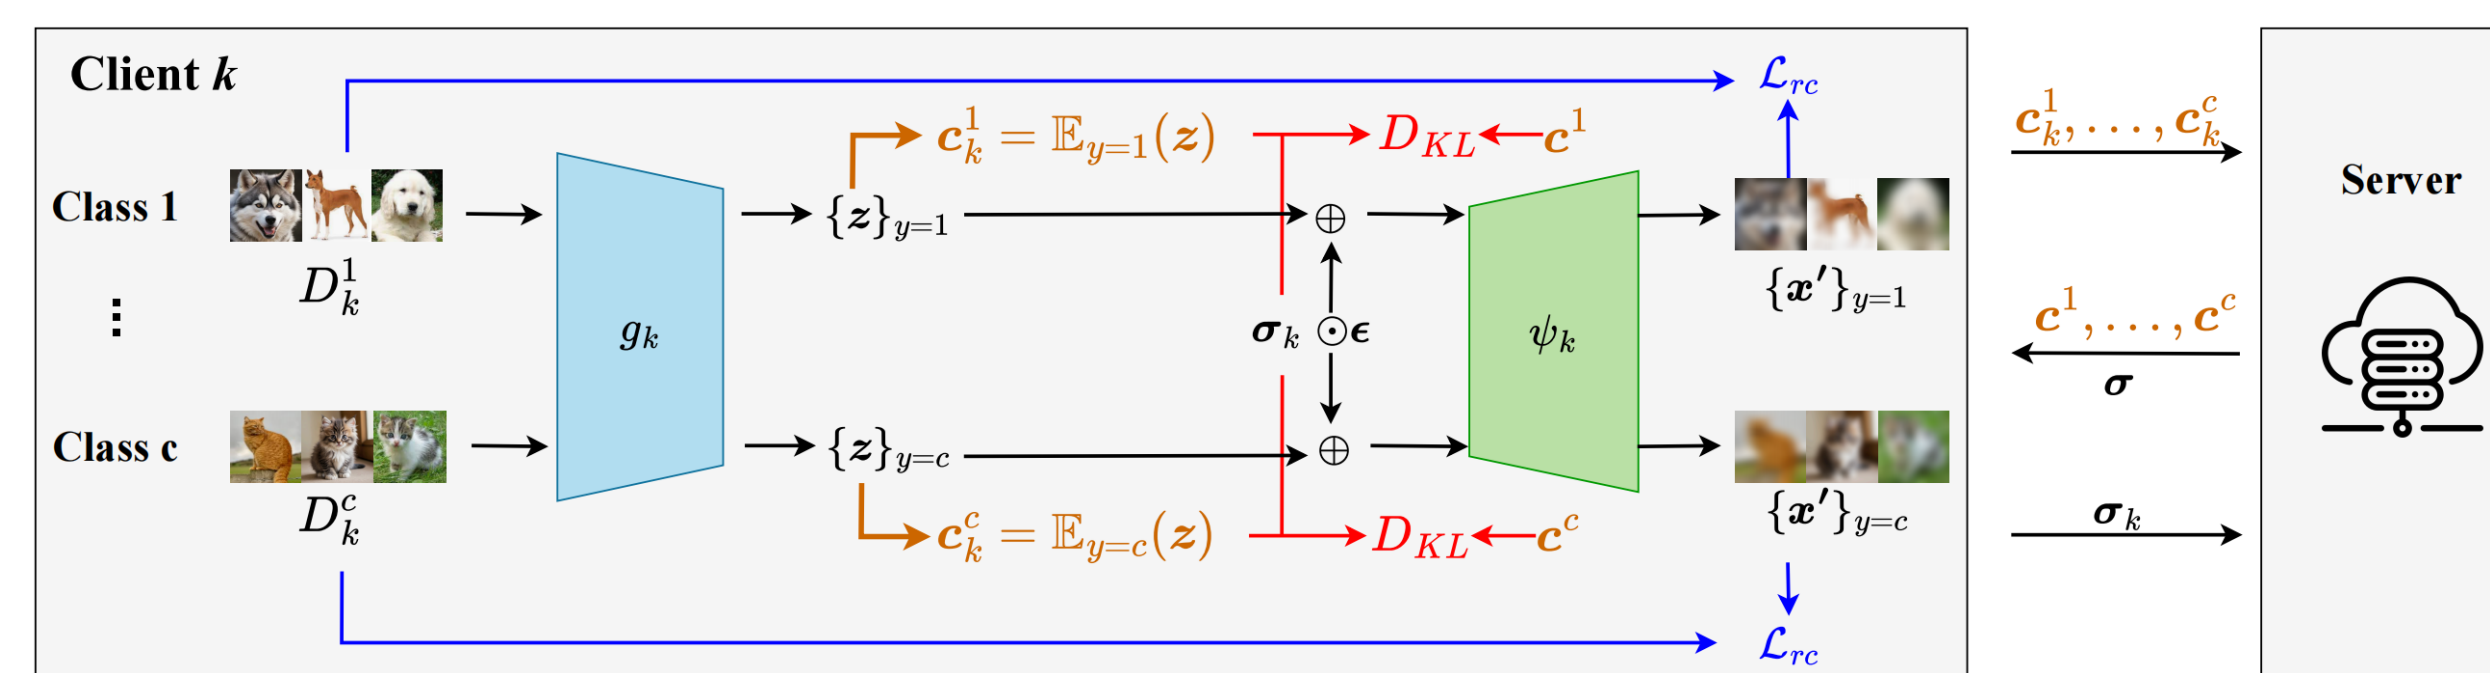 Client k
ℒ_rc
c_k^1 = 𝔼_{y=1}(z)
D_KL
c^1
c_k^1, . . . , c_k^c
Class 1
{z}_{y=1}
⊕
Server
D_k^1
{x′}_{y=1}
⋮
g_k
σ_k ⊙ϵ
ψ_k
c^1, . . . , c^c
σ
Class c
{z}_{y=c}
⊕
D_k^c
c_k^c = 𝔼_{y=c}(z)
D_KL
c^c
{x′}_{y=c}
σ_k
ℒ_rc